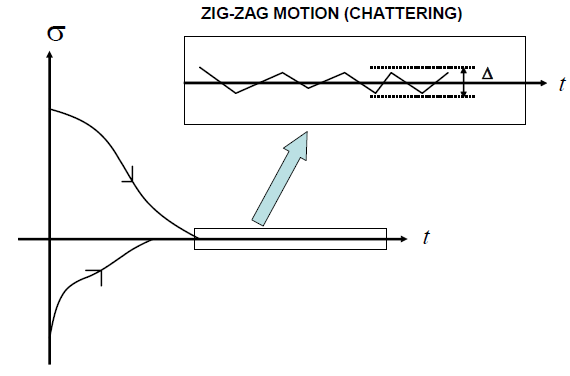 ZIG-ZAG MOTION (CHATTERING)
σ
Δ
t
t